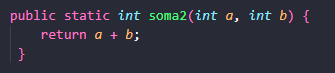 public static int soma2(int a, int b) {
    return a + b;
}